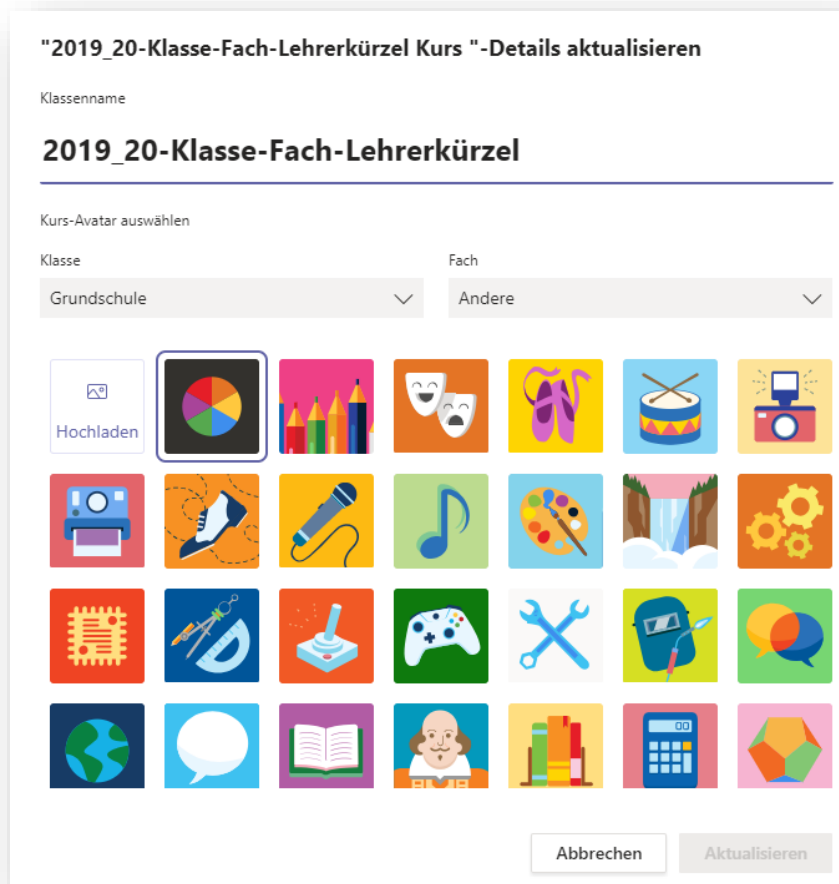 "2019_20-Klasse-Fach-Lehrerkürzel Kurs "-Details aktualisieren
Klassenname
2019_20-Klasse-Fach-Lehrerkürzel
Kurs-Avatar auswählen
Klasse
Fach
Grundschule
Andere
Hochladen
00
Abbrechen
Aktualisieren